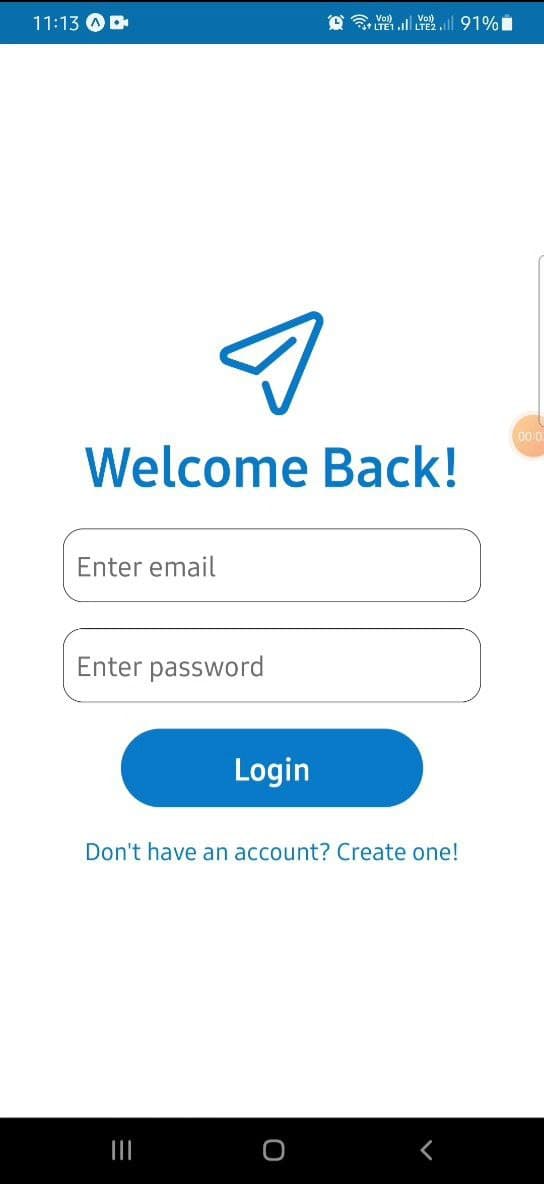 11:13
Vo)) LTE1 Vo)) LTE2 91%
00:0
Welcome Back!
Enter email
Enter password
Login
Don't have an account? Create one!